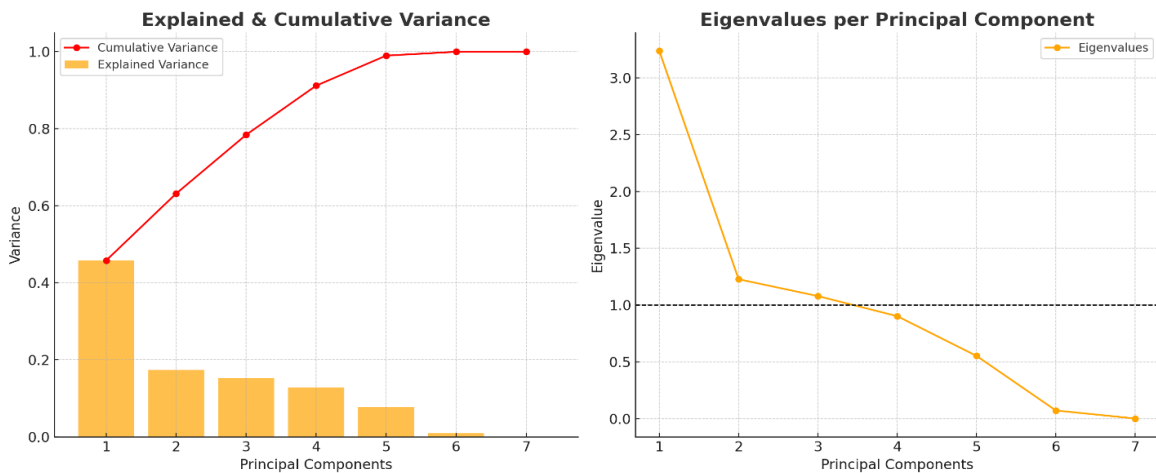 Explained & Cumulative Variance
Cumulative Variance
Explained Variance
Variance
1.0
0.8
0.6
0.4
0.2
0.0
1 2 3 4 5 6 7
Principal Components
Eigenvalues per Principal Component
Eigenvalues
Eigenvalue
3.0
2.5
2.0
1.5
1.0
0.5
0.0
1 2 3 4 5 6 7
Principal Components